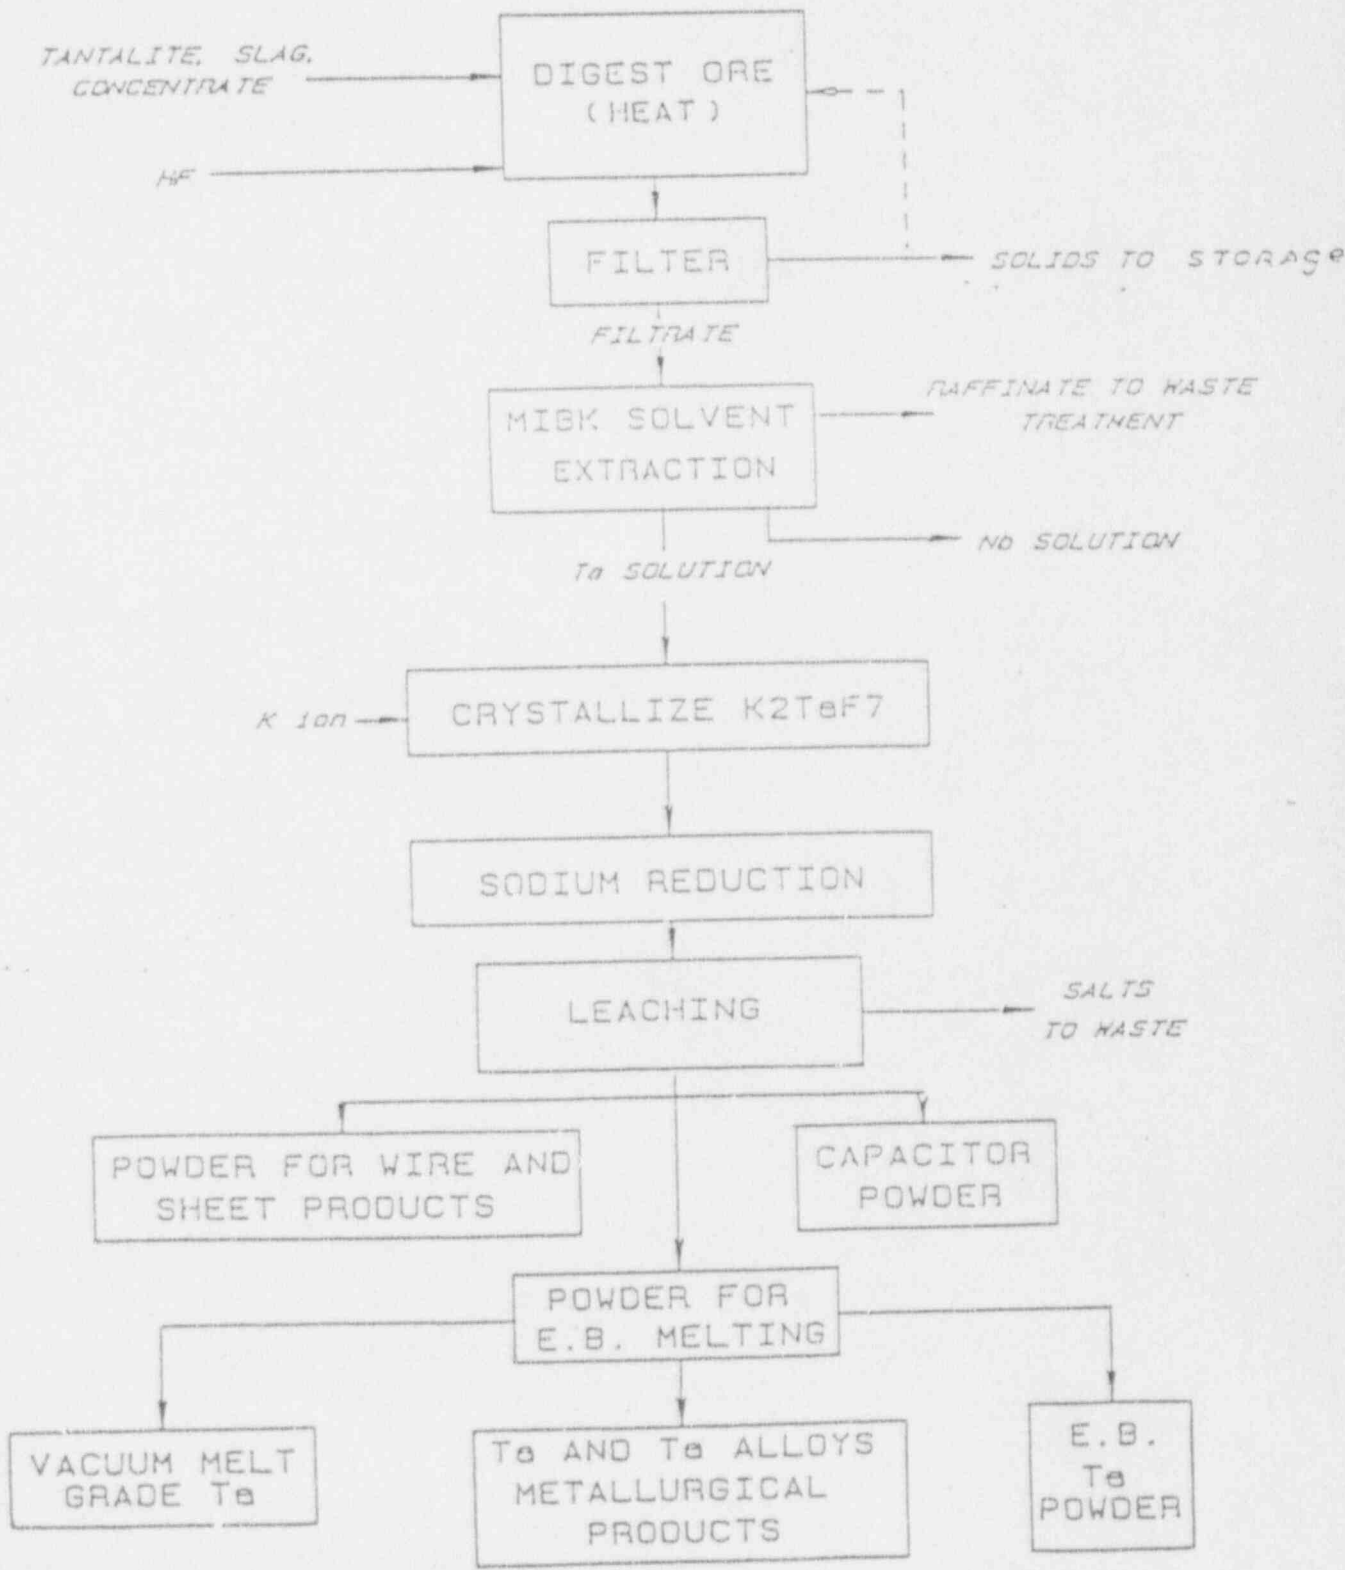 TANTALITE, SLAG,
CONCENTRATE
DIGEST ORE
(HEAT)
HF
FILTER
SOLIDS TO STORAGe
FILTRATE
MIBK SOLVENT
EXTRACTION
RAFFINATE TO WASTE
TREATMENT
Nb SOLUTION
Ta SOLUTION
K ion
CRYSTALLIZE K2TaF7
SODIUM REDUCTION
LEACHING
SALTS
TO WASTE
POWDER FOR WIRE AND
SHEET PRODUCTS
CAPACITOR
POWDER
POWDER FOR
E.B. MELTING
VACUUM MELT
GRADE Ta
Ta AND Ta ALLOYS
METALLURGICAL
PRODUCTS
E.B.
Ta
POWDER